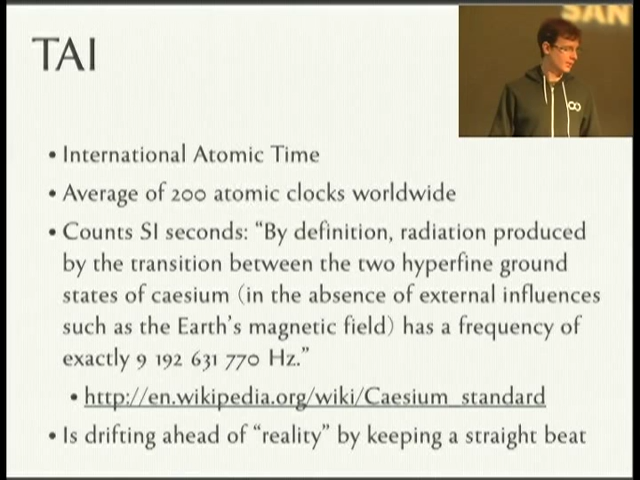 SAN
TAI
• International Atomic Time
• Average of 200 atomic clocks worldwide
• Counts SI seconds: “By definition, radiation produced
by the transition between the two hyperfine ground
states of caesium (in the absence of external influences
such as the Earth’s magnetic field) has a frequency of
exactly 9 192 631 770 Hz.”
• http://en.wikipedia.org/wiki/Caesium_standard
• Is drifting ahead of “reality” by keeping a straight beat